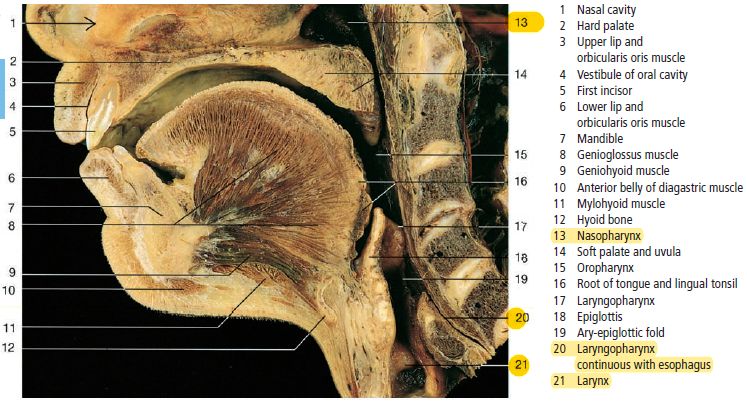 1
2
3
4
5
6
7
8
9
10
11
12
13
14
15
16
17
18
19
20
21
1 Nasal cavity
2 Hard palate
3 Upper lip and
orbicularis oris muscle
4 Vestibule of oral cavity
5 First incisor
6 Lower lip and
orbicularis oris muscle
7 Mandible
8 Genioglossus muscle
9 Geniohyoid muscle
10 Anterior belly of diagastric muscle
11 Mylohyoid muscle
12 Hyoid bone
13 Nasopharynx
14 Soft palate and uvula
15 Oropharynx
16 Root of tongue and lingual tonsil
17 Laryngopharynx
18 Epiglottis
19 Ary-epiglottic fold
20 Laryngopharynx
continuous with esophagus
21 Larynx